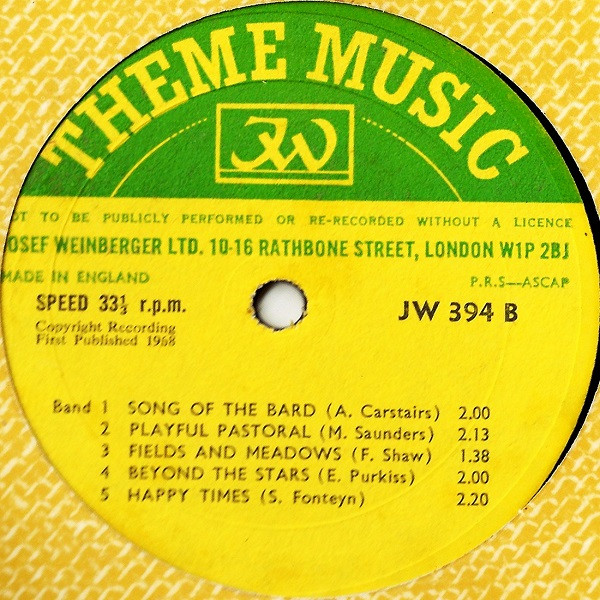 THEME MUSIC
JW
OT TO BE PUBLICLY PERFORMED OR RE-RECORDED WITHOUT A LICENCE
OSEF WEINBERGER LTD. 10-16 RATHBONE STREET, LONDON W1P 2BJ
MADE IN ENGLAND P.R.S—ASCAP
SPEED 33⅓ r.p.m. JW 394 B
Copyright Recording
First Published 1968
Band 1 SONG OF THE BARD (A. Carstairs) 2.00
2 PLAYFUL PASTORAL (M. Saunders) 2.13
3 FIELDS AND MEADOWS (F. Shaw) 1.38
4 BEYOND THE STARS (E. Purkiss) 2.00
5 HAPPY TIMES (S. Fonteyn) 2.20